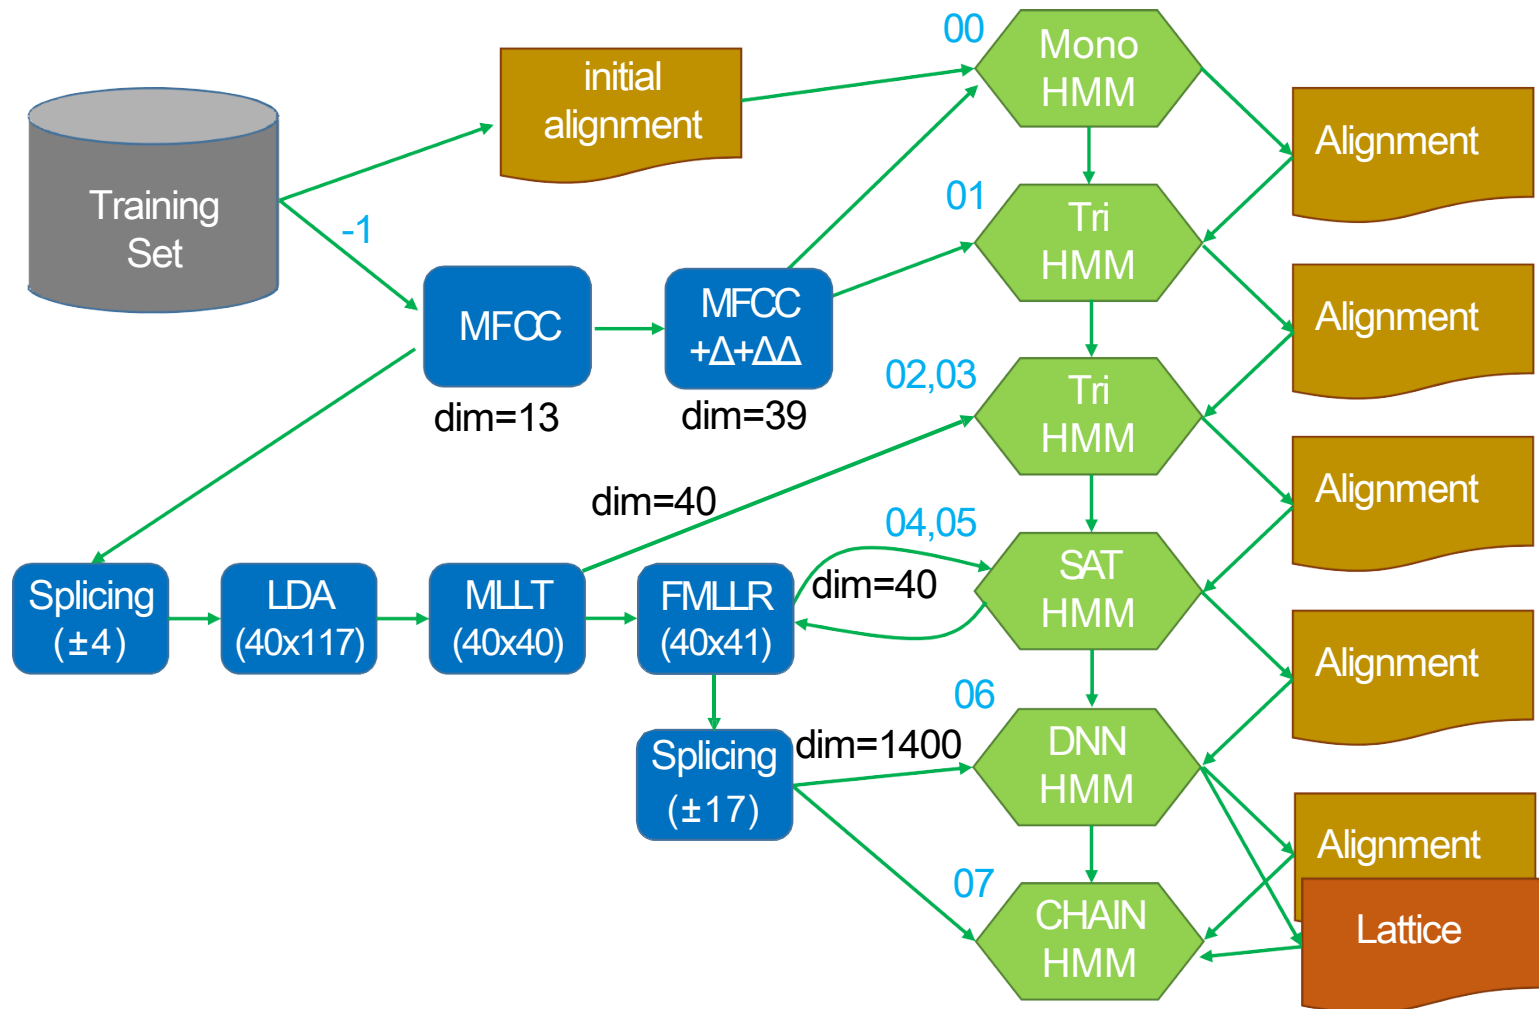 00
Mono
HMM
initial
alignment
Alignment
Training
Set
-1
01
Tri
HMM
MFCC
dim=13
MFCC
+Δ+ΔΔ
dim=39
Alignment
02,03
Tri
HMM
dim=40
Alignment
04,05
SAT
HMM
dim=40
Splicing
(±4)
LDA
(40x117)
MLLT
(40x40)
FMLLR
(40x41)
Alignment
06
DNN
HMM
dim=1400
Splicing
(±17)
Alignment
07
CHAIN
HMM
Lattice